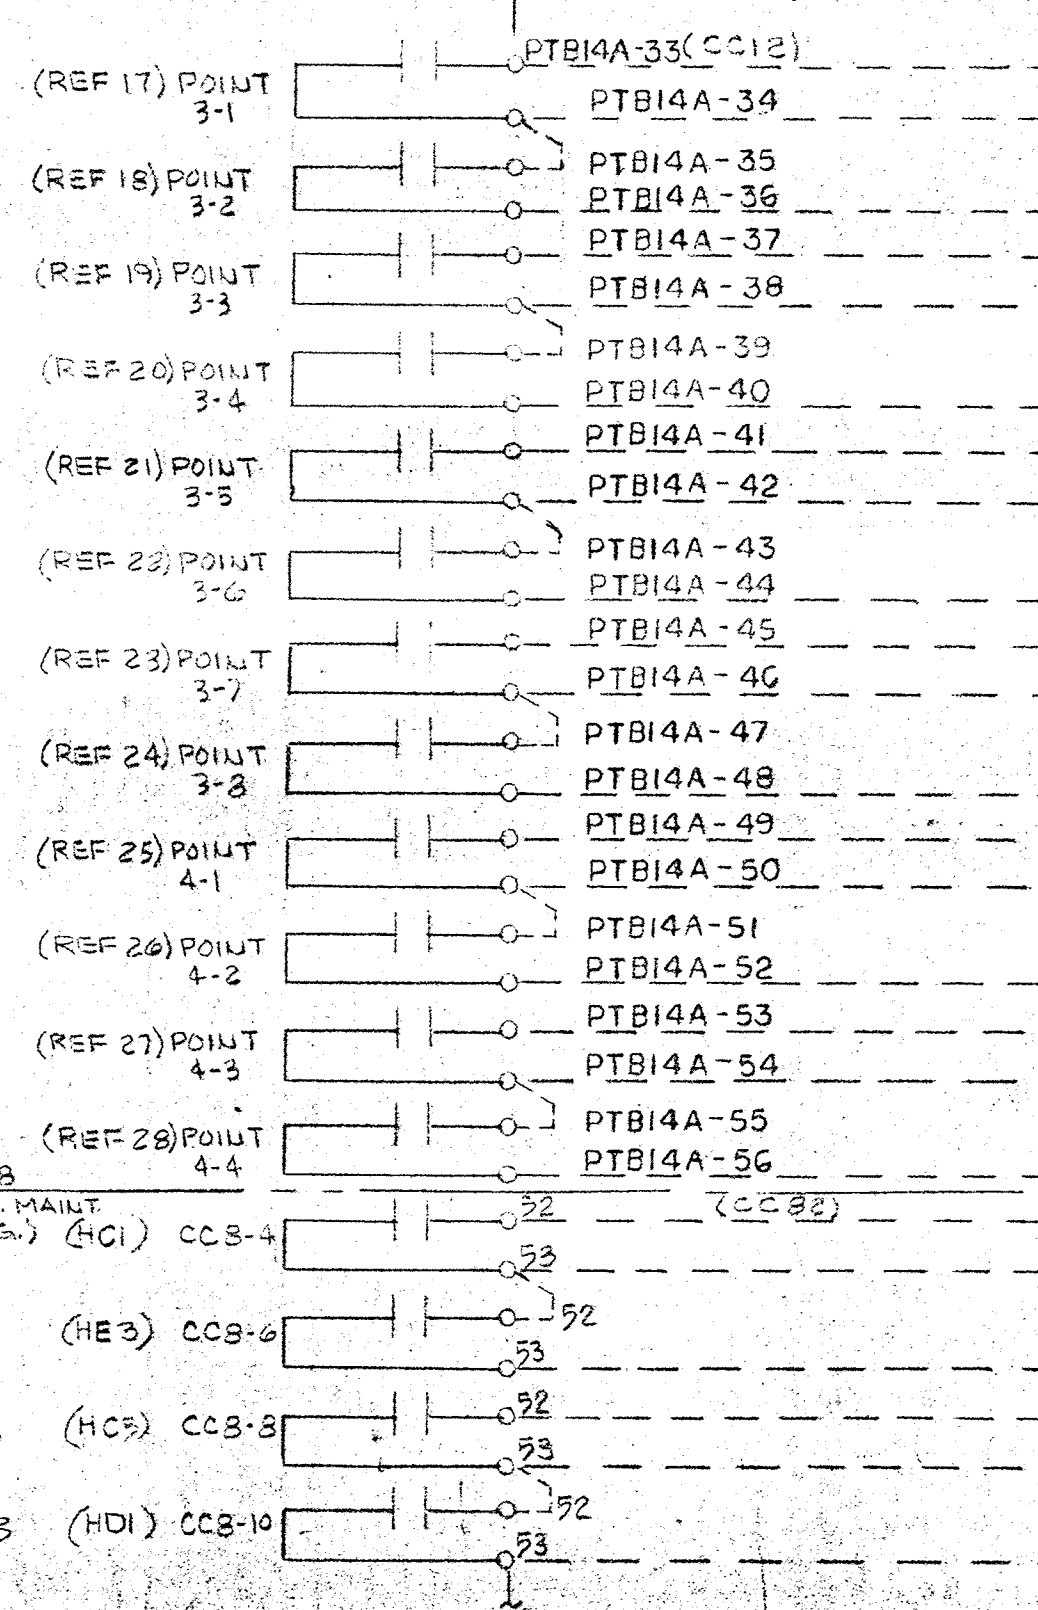 PTB14A-33(CC12)
(REF 17) POINT
3-1
PTB14A-34
(REF 18) POINT
3-2
PTB14A-35
PTB14A-36
PTB14A-37
(REF 19) POINT
3-3
PTB14A-38
PTB14A-39
(REF 20) POINT
3-4
PTB14A-40
PTB14A-41
(REF 21) POINT
3-5
PTB14A-42
PTB14A-43
(REF 22) POINT
3-6
PTB14A-44
PTB14A-45
(REF 23) POINT
3-7
PTB14A-46
PTB14A-47
(REF 24) POINT
3-8
PTB14A-48
PTB14A-49
(REF 25) POINT
4-1
PTB14A-50
PTB14A-51
(REF 26) POINT
4-2
PTB14A-52
PTB14A-53
(REF 27) POINT
4-3
PTB14A-54
PTB14A-55
(REF 28) POINT
4-4
PTB14A-56
. MAINT.
52
(CC82)
G.) (HC1) CC8-4
53
(HE3) CC8-6
52
53
(HC3) CC8-8
52
53
3 (HD1) CC8-10
52
53